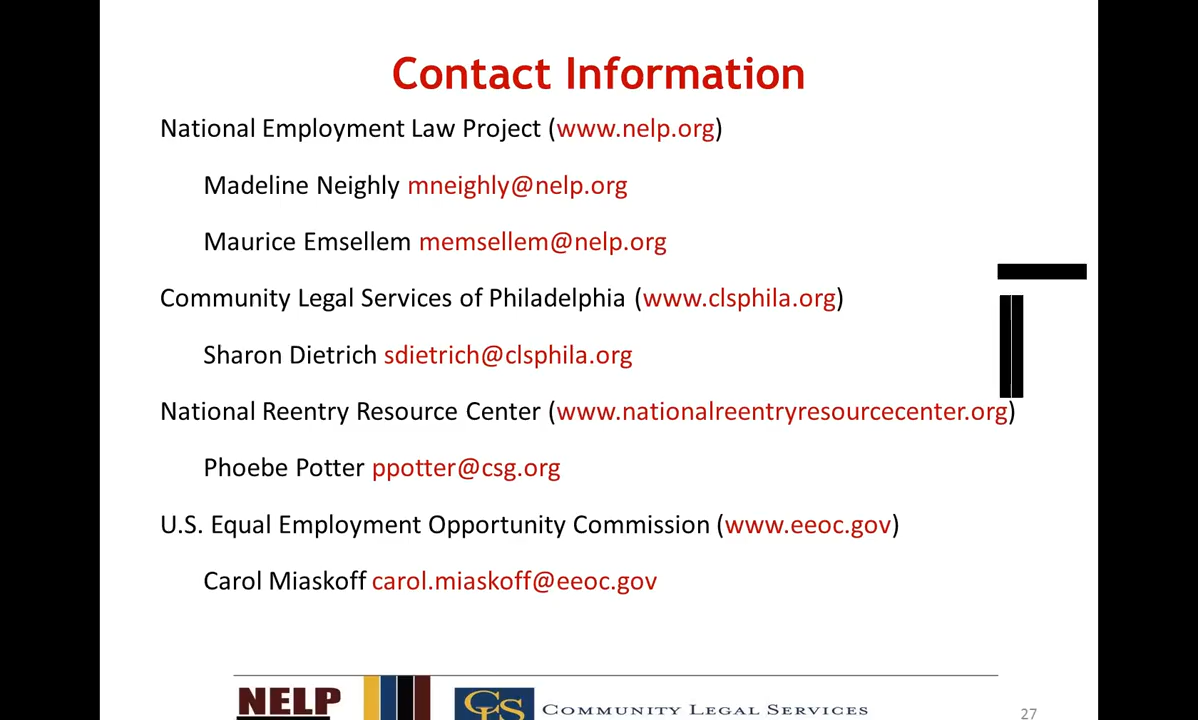 Contact Information
National Employment Law Project (www.nelp.org)
Madeline Neighly mneighly@nelp.org
Maurice Emsellem memsellem@nelp.org
Community Legal Services of Philadelphia (www.clsphila.org)
Sharon Dietrich sdietrich@clsphila.org
National Reentry Resource Center (www.nationalreentryresourcecenter.org)
Phoebe Potter ppotter@csg.org
U.S. Equal Employment Opportunity Commission (www.eeoc.gov)
Carol Miaskoff carol.miaskoff@eeoc.gov
NELP CLS COMMUNITY LEGAL SERVICES 27